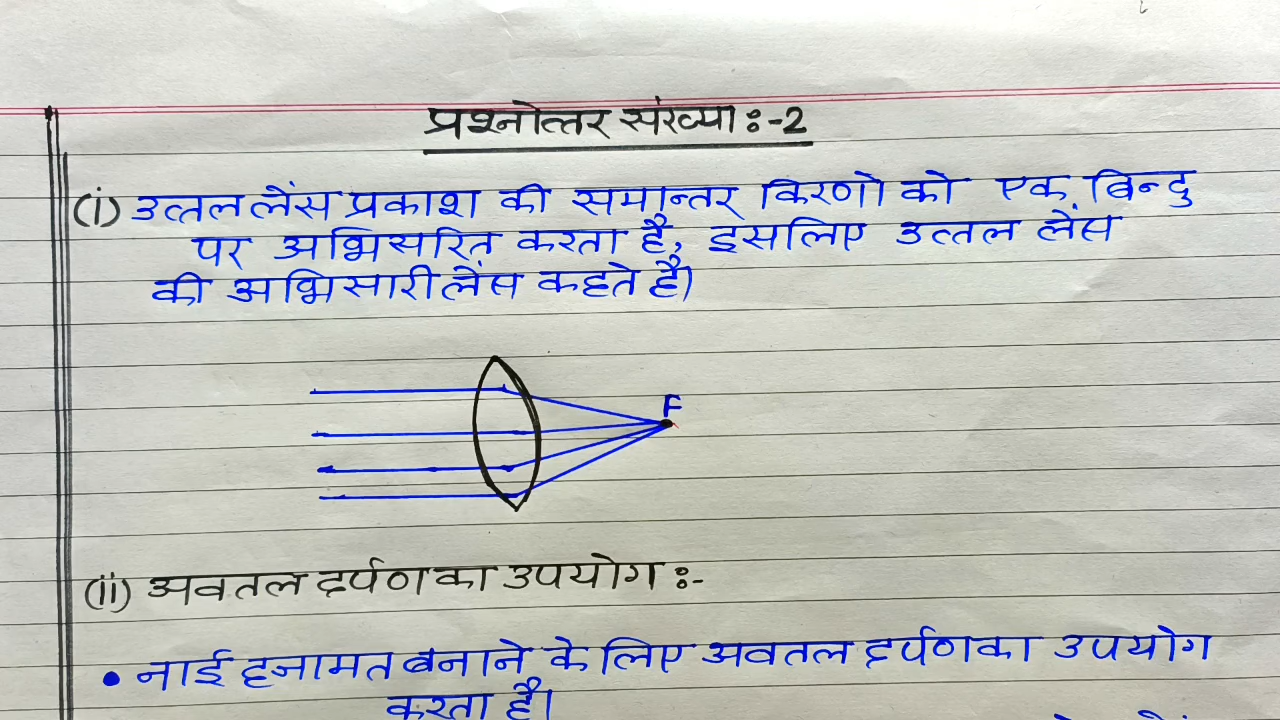 प्रश्नोत्तर संख्या:-2
(i) उत्तल लेंस प्रकाश की समान्तर किरणो को एक बिन्दु
पर अभिसरित करता है, इसलिए उत्तल लेंस
की अभिसारी लेंस कहते है।
F
(ii) अवतल दर्पण का उपयोग :-
• नाई हजामत बनाने के लिए अवतल दर्पण का उपयोग
करता है।